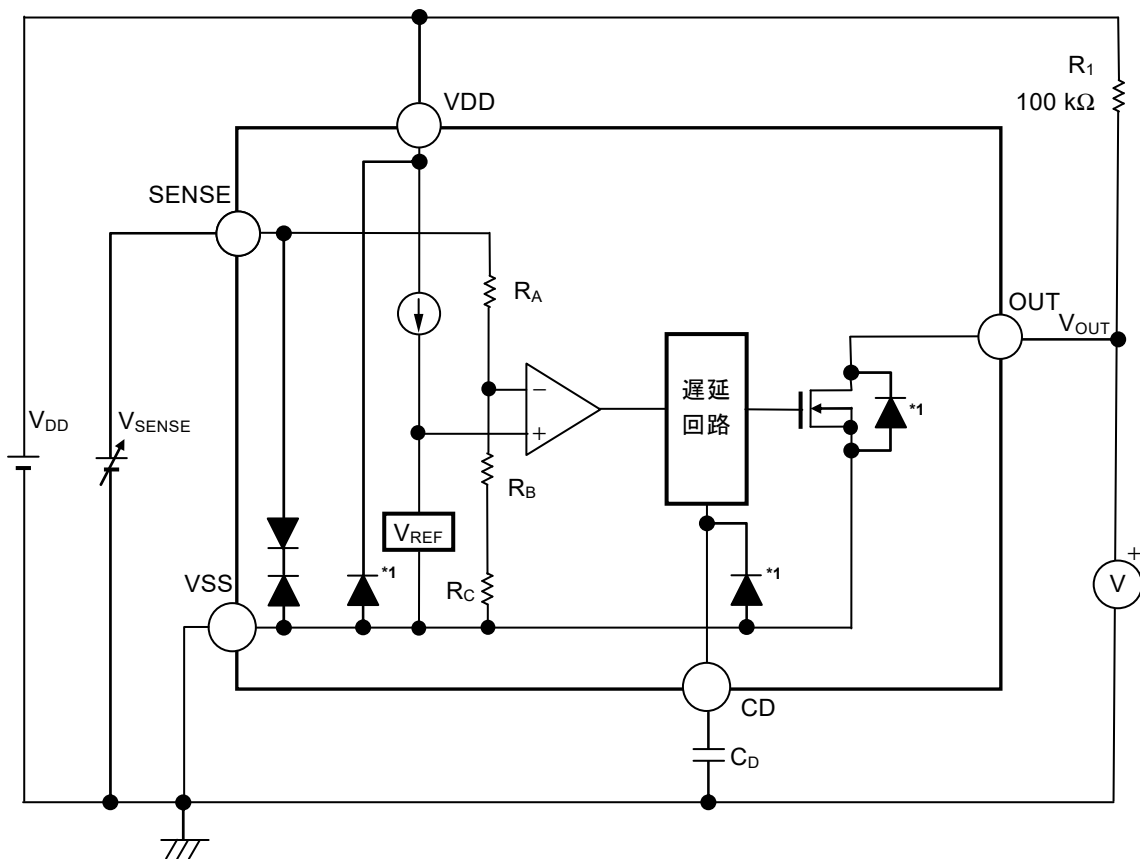 R1
100 kΩ
VDD
SENSE
RA
OUT
VOUT
遅延
回路
*1
VDD
VSENSE
− 
+
RB
VREF
+
V
VSS
*1
RC
*1
CD
CD